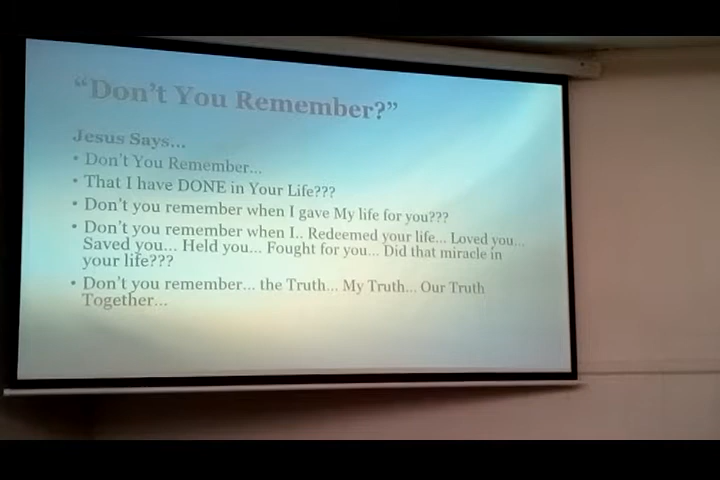 “Don't You Remember?”
Jesus Says...
• Don't You Remember...
• That I have DONE in Your Life???
• Don't you remember when I gave My life for you???
• Don't you remember when I.. Redeemed your life... Loved you...
Saved you... Held you... Fought for you... Did that miracle in
your life???
• Don't you remember... the Truth... My Truth... Our Truth
Together...